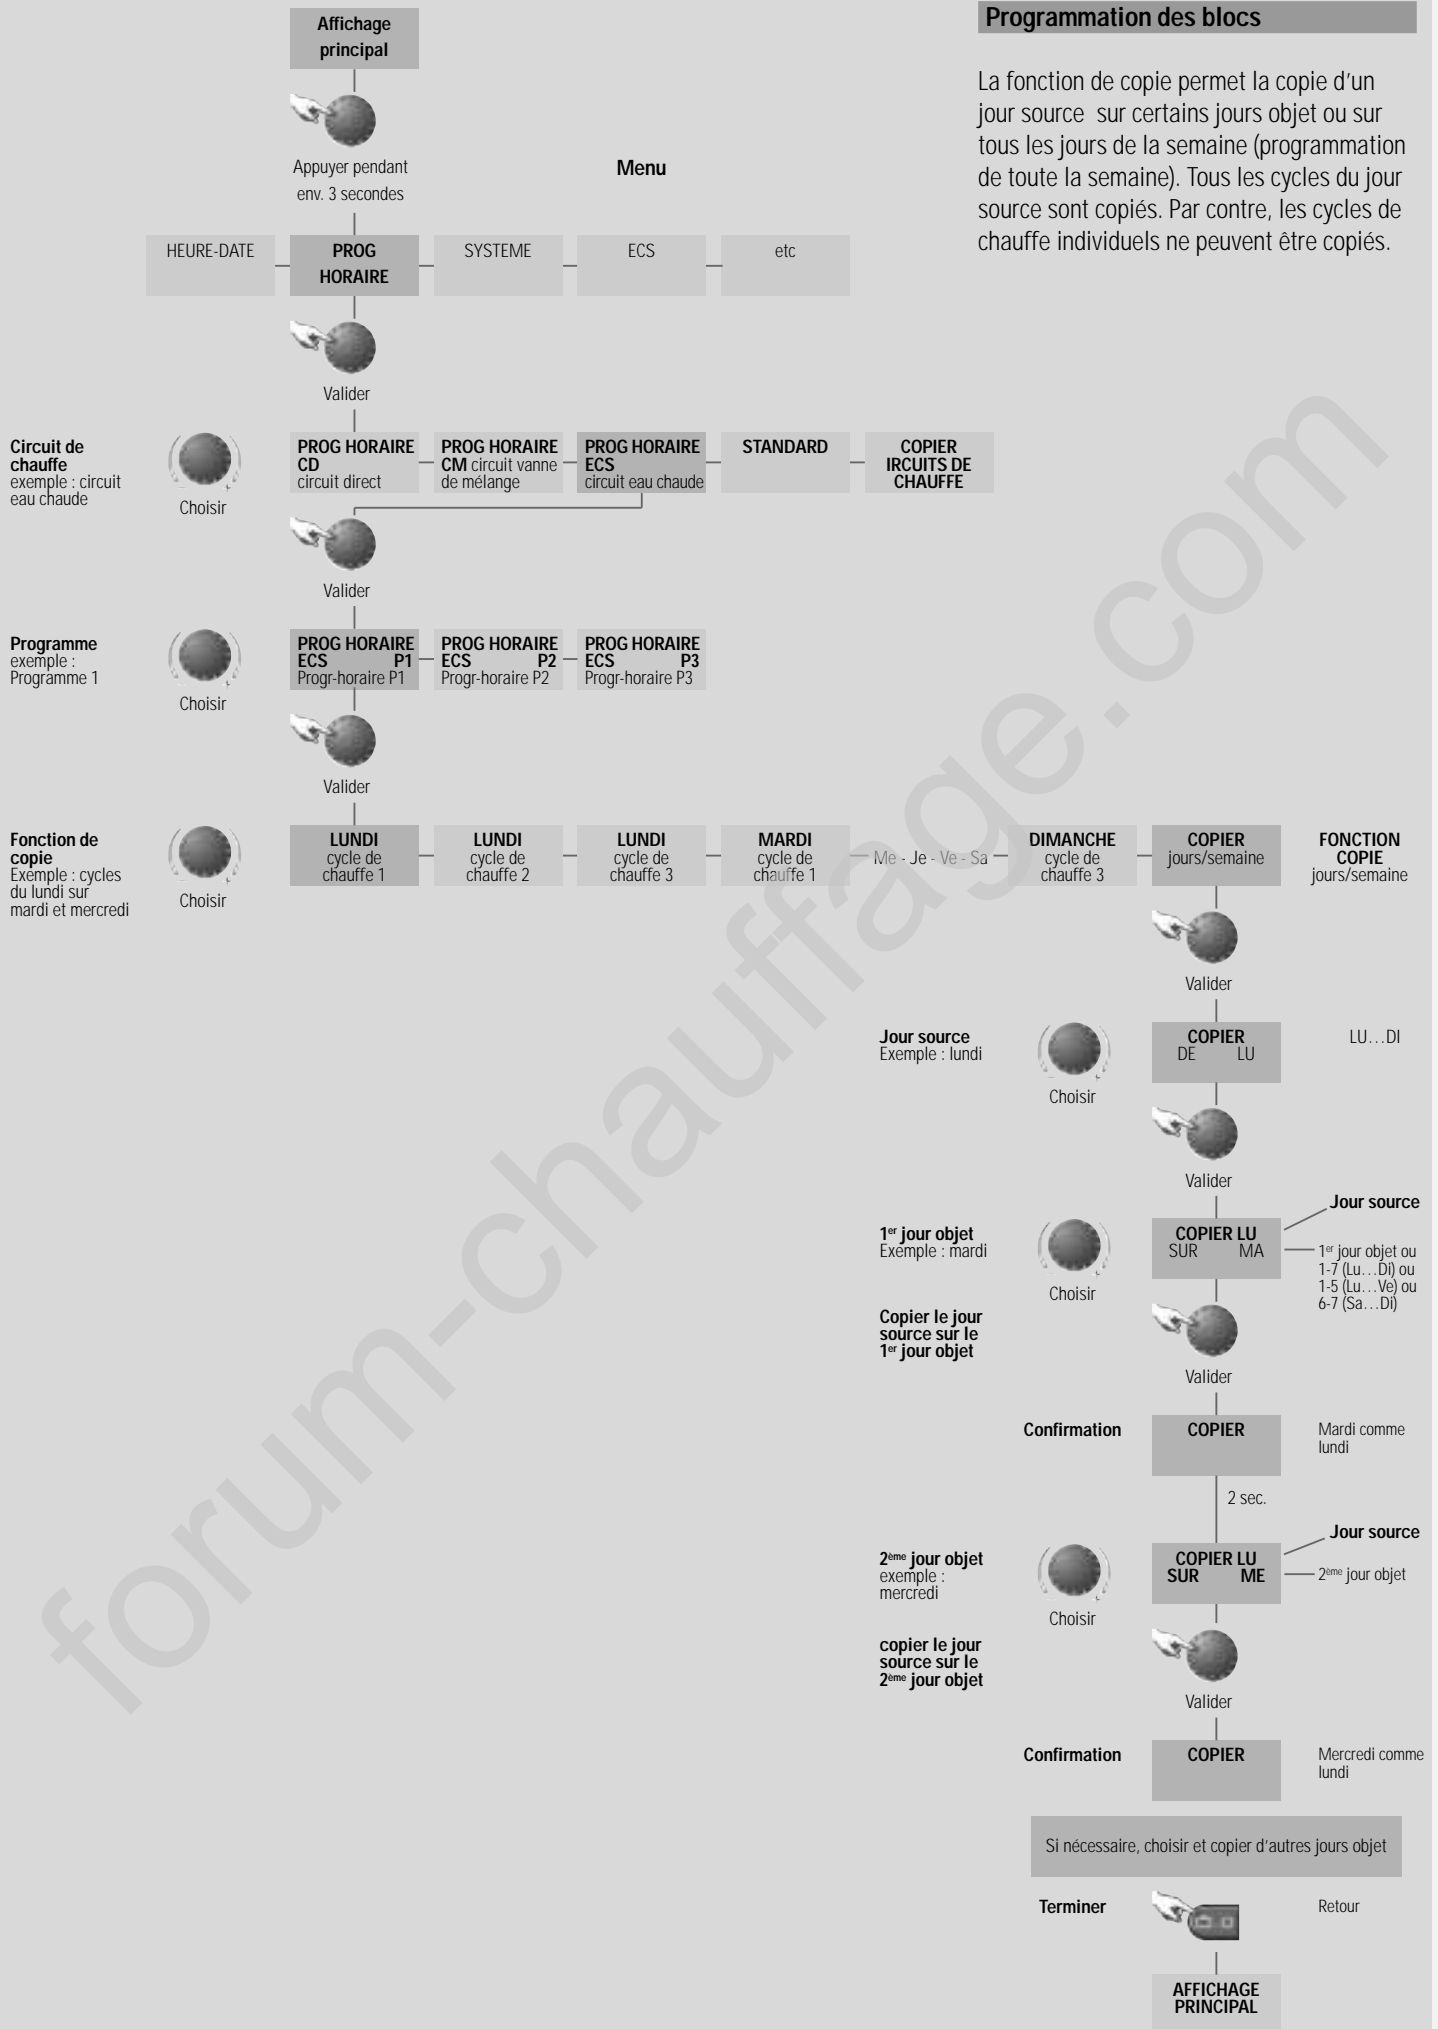 Programmation des blocs
La fonction de copie permet la copie d'un
jour source sur certains jours objet ou sur
tous les jours de la semaine (programmation
de toute la semaine). Tous les cycles du jour
source sont copiés. Par contre, les cycles de
chauffe individuels ne peuvent être copiés.
Affichage
principal
Appuyer pendant
env. 3 secondes
Menu
HEURE-DATE
PROG
HORAIRE
SYSTEME
ECS
etc
Valider
Circuit de
chauffe
exemple : circuit
eau chaude
Choisir
PROG HORAIRE
CD
circuit direct
PROG HORAIRE
CM circuit vanne
de mélange
PROG HORAIRE
ECS
circuit eau chaude
STANDARD
COPIER
IRCUITS DE
CHAUFFE
Valider
Programme
exemple :
Programme 1
Choisir
PROG HORAIRE
ECS P1
Progr-horaire P1
PROG HORAIRE
ECS P2
Progr-horaire P2
PROG HORAIRE
ECS P3
Progr-horaire P3
Valider
Fonction de
copie
Exemple : cycles
du lundi sur
mardi et mercredi
Choisir
LUNDI
cycle de
chauffe 1
LUNDI
cycle de
chauffe 2
LUNDI
cycle de
chauffe 3
MARDI
cycle de
chauffe 1
Me - Je - Ve - Sa
DIMANCHE
cycle de
chauffe 3
COPIER
jours/semaine
FONCTION
COPIE
jours/semaine
Valider
Jour source
Exemple : lundi
Choisir
COPIER
DE LU
LU…DI
Valider
Jour source
1er jour objet
Exemple : mardi
Choisir
COPIER LU
SUR MA
1er jour objet ou
1-7 (Lu…Di) ou
1-5 (Lu…Ve) ou
6-7 (Sa…Di)
Copier le jour
source sur le
1er jour objet
Valider
Confirmation
COPIER
Mardi comme
lundi
2 sec.
Jour source
2ème jour objet
exemple :
mercredi
Choisir
COPIER LU
SUR ME
2ème jour objet
copier le jour
source sur le
2ème jour objet
Valider
Confirmation
COPIER
Mercredi comme
lundi
Si nécessaire, choisir et copier d'autres jours objet
Terminer
Retour
AFFICHAGE
PRINCIPAL
forum-chauffage.com